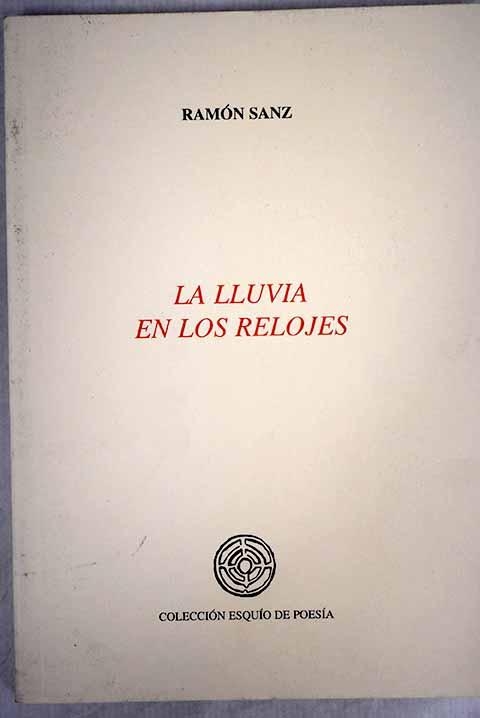 RAMÓN SANZ
LA LLUVIA
EN LOS RELOJES
COLECCIÓN ESQUÍO DE POESÍA